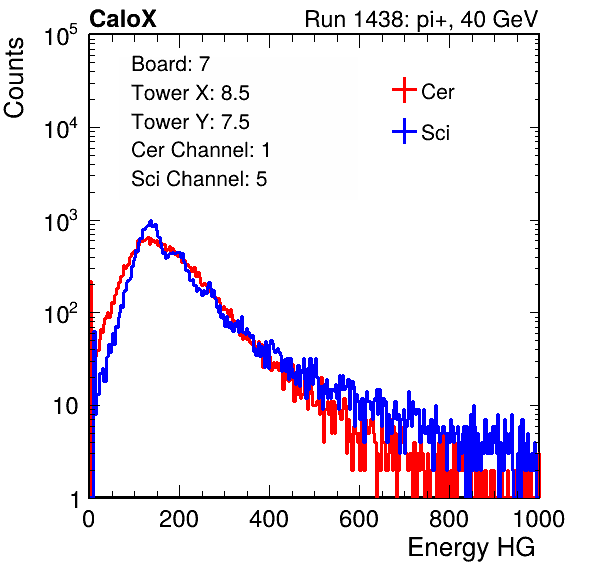 CaloX Run 1438: pi+, 40 GeV
Counts
10^5
10^4
10^3
10^2
10
1
Board: 7
Tower X: 8.5
Tower Y: 7.5
Cer Channel: 1
Sci Channel: 5
Cer
Sci
0 200 400 600 800 1000
Energy HG